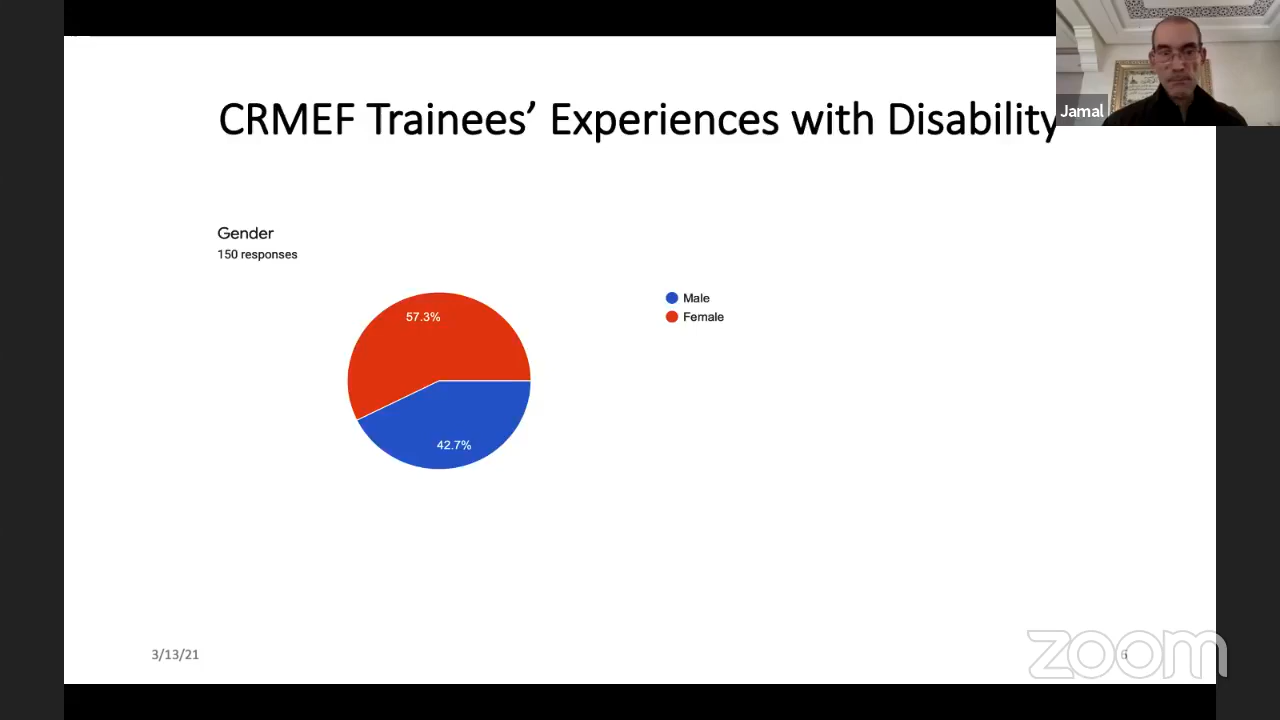 CRMEF Trainees’ Experiences with Disability
Jamal
Gender
150 responses
Male
Female
57.3%
42.7%
3/13/21
6
zoom